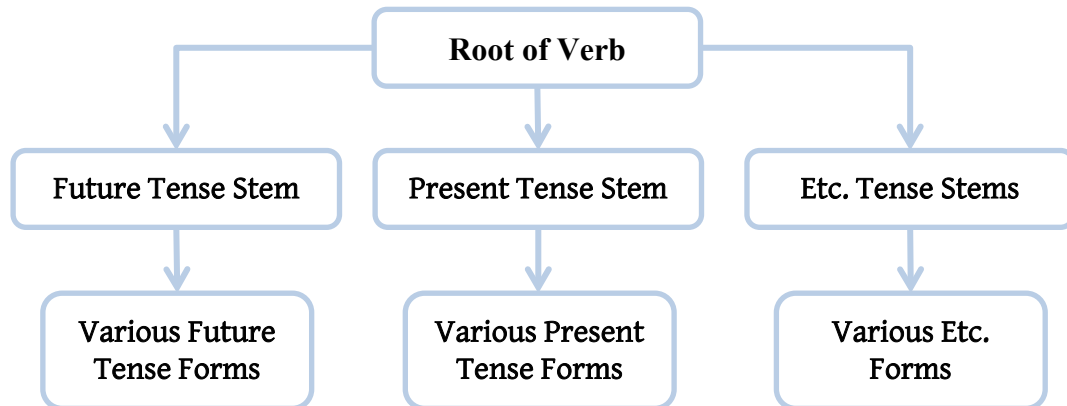 Root of Verb
Future Tense Stem
Present Tense Stem
Etc. Tense Stems
Various Future
Tense Forms
Various Present
Tense Forms
Various Etc.
Forms